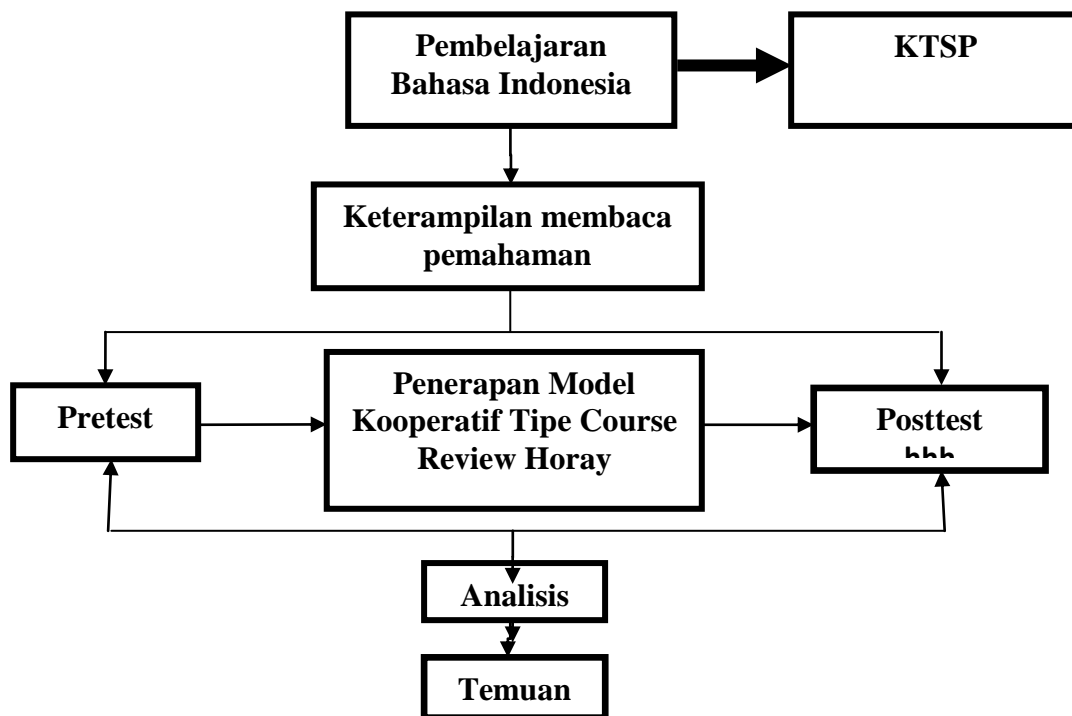 Pembelajaran
Bahasa Indonesia
KTSP
Keterampilan membaca
pemahaman
Pretest
Penerapan Model
Kooperatif Tipe Course
Review Horay
Posttest
Analisis
Temuan